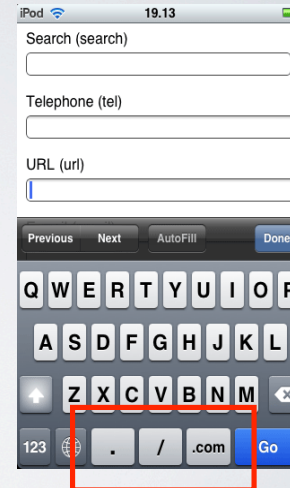 iPod 19.13
Search (search)
Telephone (tel)
URL (url)
Previous Next AutoFill Done
Q W E R T Y U I O P
A S D F G H J K L
Z X C V B N M
123 . / .com Go